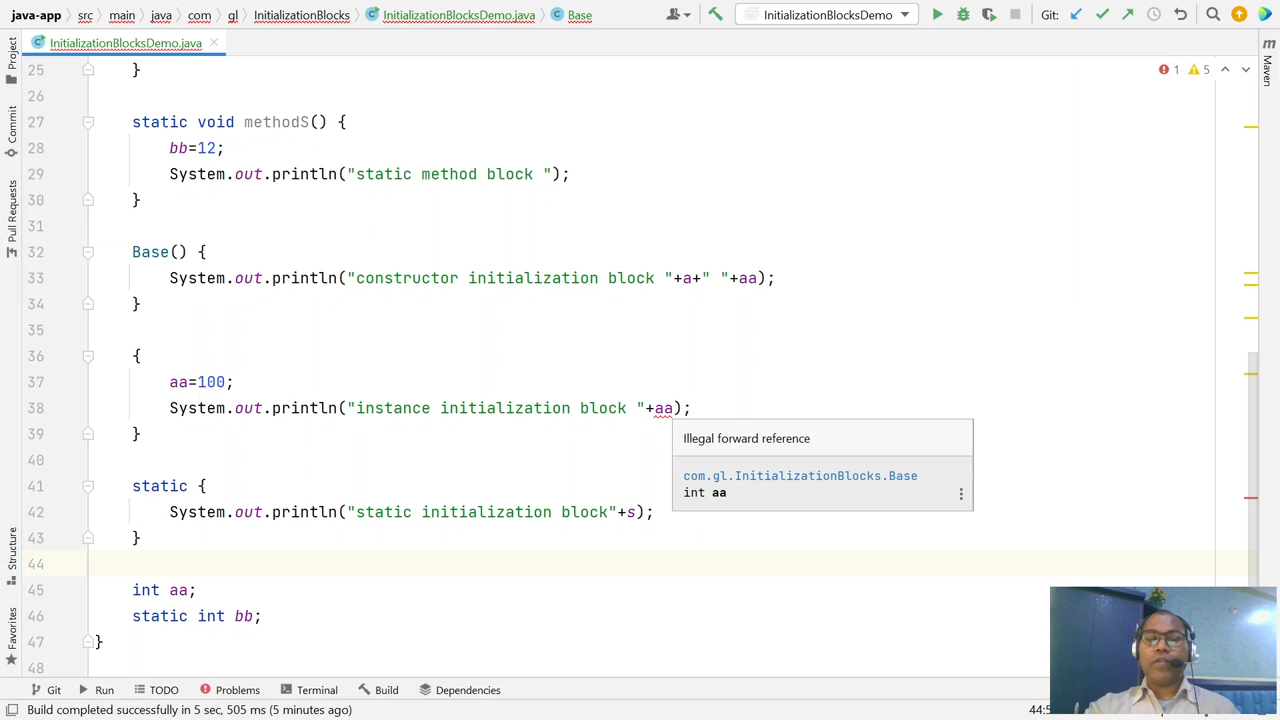 java-app src main java com gl InitializationBlocks InitializationBlocksDemo.java Base InitializationBlocksDemo Git:
InitializationBlocksDemo.java
1 5
Project
Commit
Pull Requests
Structure
Favorites
m
Maven
25 }
26
27 static void methodS() {
28 bb=12;
29 System.out.println("static method block ");
30 }
31
32 Base() {
33 System.out.println("constructor initialization block "+a+" "+aa);
34 }
35
36 {
37 aa=100;
38 System.out.println("instance initialization block "+aa);
39 }
40
41 static {
42 System.out.println("static initialization block"+s);
43 }
44
45 int aa;
46 static int bb;
47 }
48
Illegal forward reference
com.gl.InitializationBlocks.Base
int aa
Git Run TODO Problems Terminal Build Dependencies
Build completed successfully in 5 sec, 505 ms (5 minutes ago)